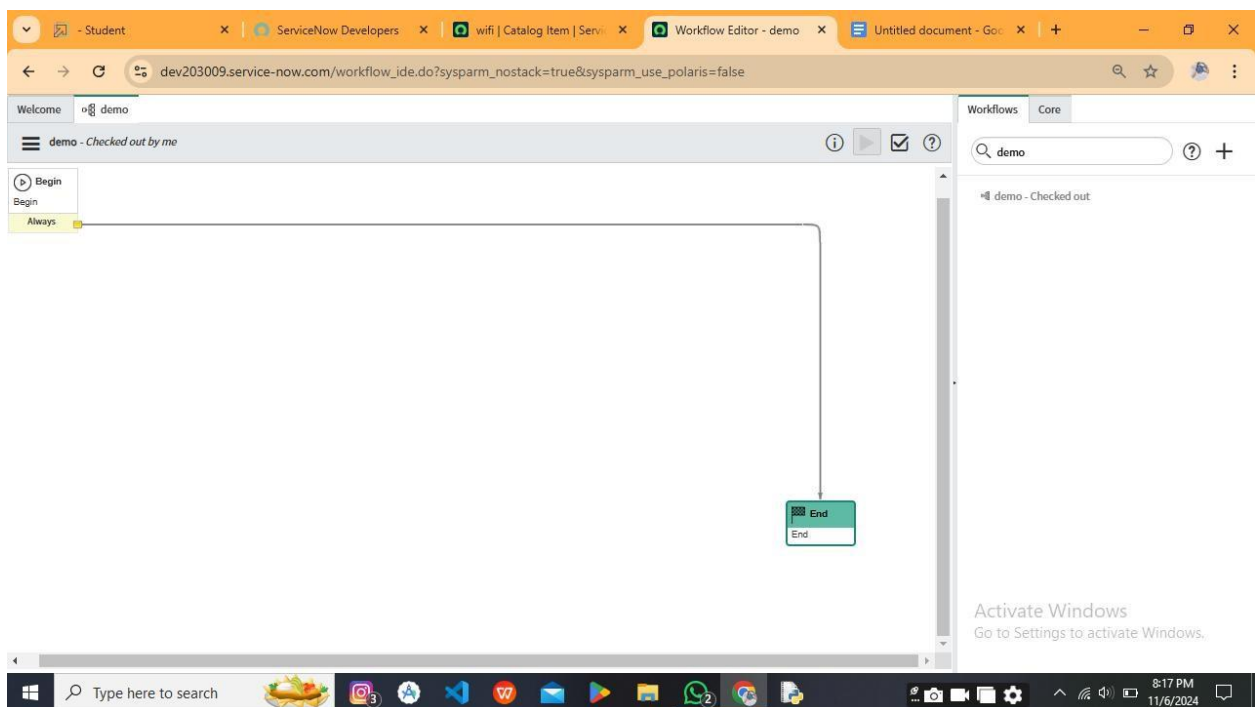 - Student
ServiceNow Developers
wifi | Catalog Item | Servi
Workflow Editor - demo
Untitled document - Goo
dev203009.service-now.com/workflow_ide.do?sysparm_nostack=true&sysparm_use_polaris=false
Welcome
demo
Workflows
Core
demo - Checked out by me
demo
Begin
Begin
Always
demo - Checked out
End
End
Activate Windows
Go to Settings to activate Windows.
Type here to search
3
2
8:17 PM
11/6/2024